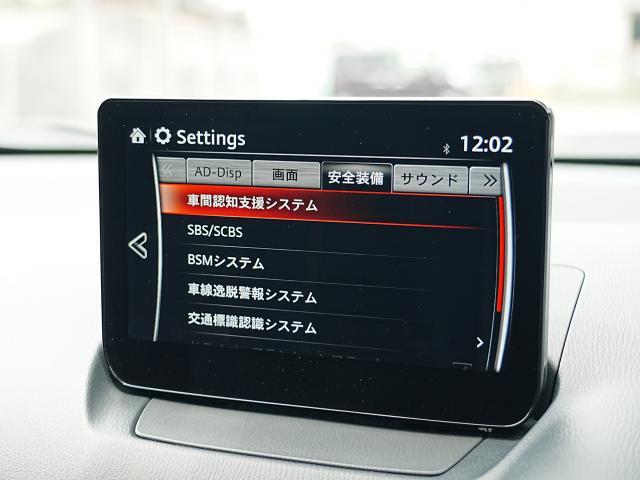 Settings
12:02
AD-Disp 画面 安全装備 サウンド
車間認知支援システム
SBS/SCBS
BSMシステム
車線逸脱警報システム
交通標識認識システム